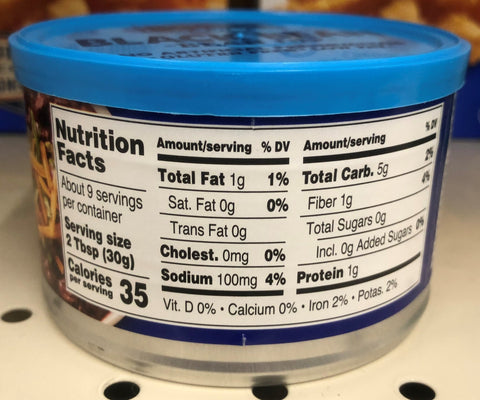 BLACK BEAN
Nutrition
Facts
About 9 servings
per container
Serving size
2 Tbsp (30g)
Calories
per serving 35
Amount/serving % DV
Total Fat 1g 1%
Sat. Fat 0g 0%
Trans Fat 0g
Cholest. 0mg 0%
Sodium 100mg 4%
Amount/serving % DV
Total Carb. 5g 2%
Fiber 1g 4%
Total Sugars 0g
Incl. 0g Added Sugars 0%
Protein 1g
Vit. D 0% • Calcium 0% • Iron 2% • Potas. 2%